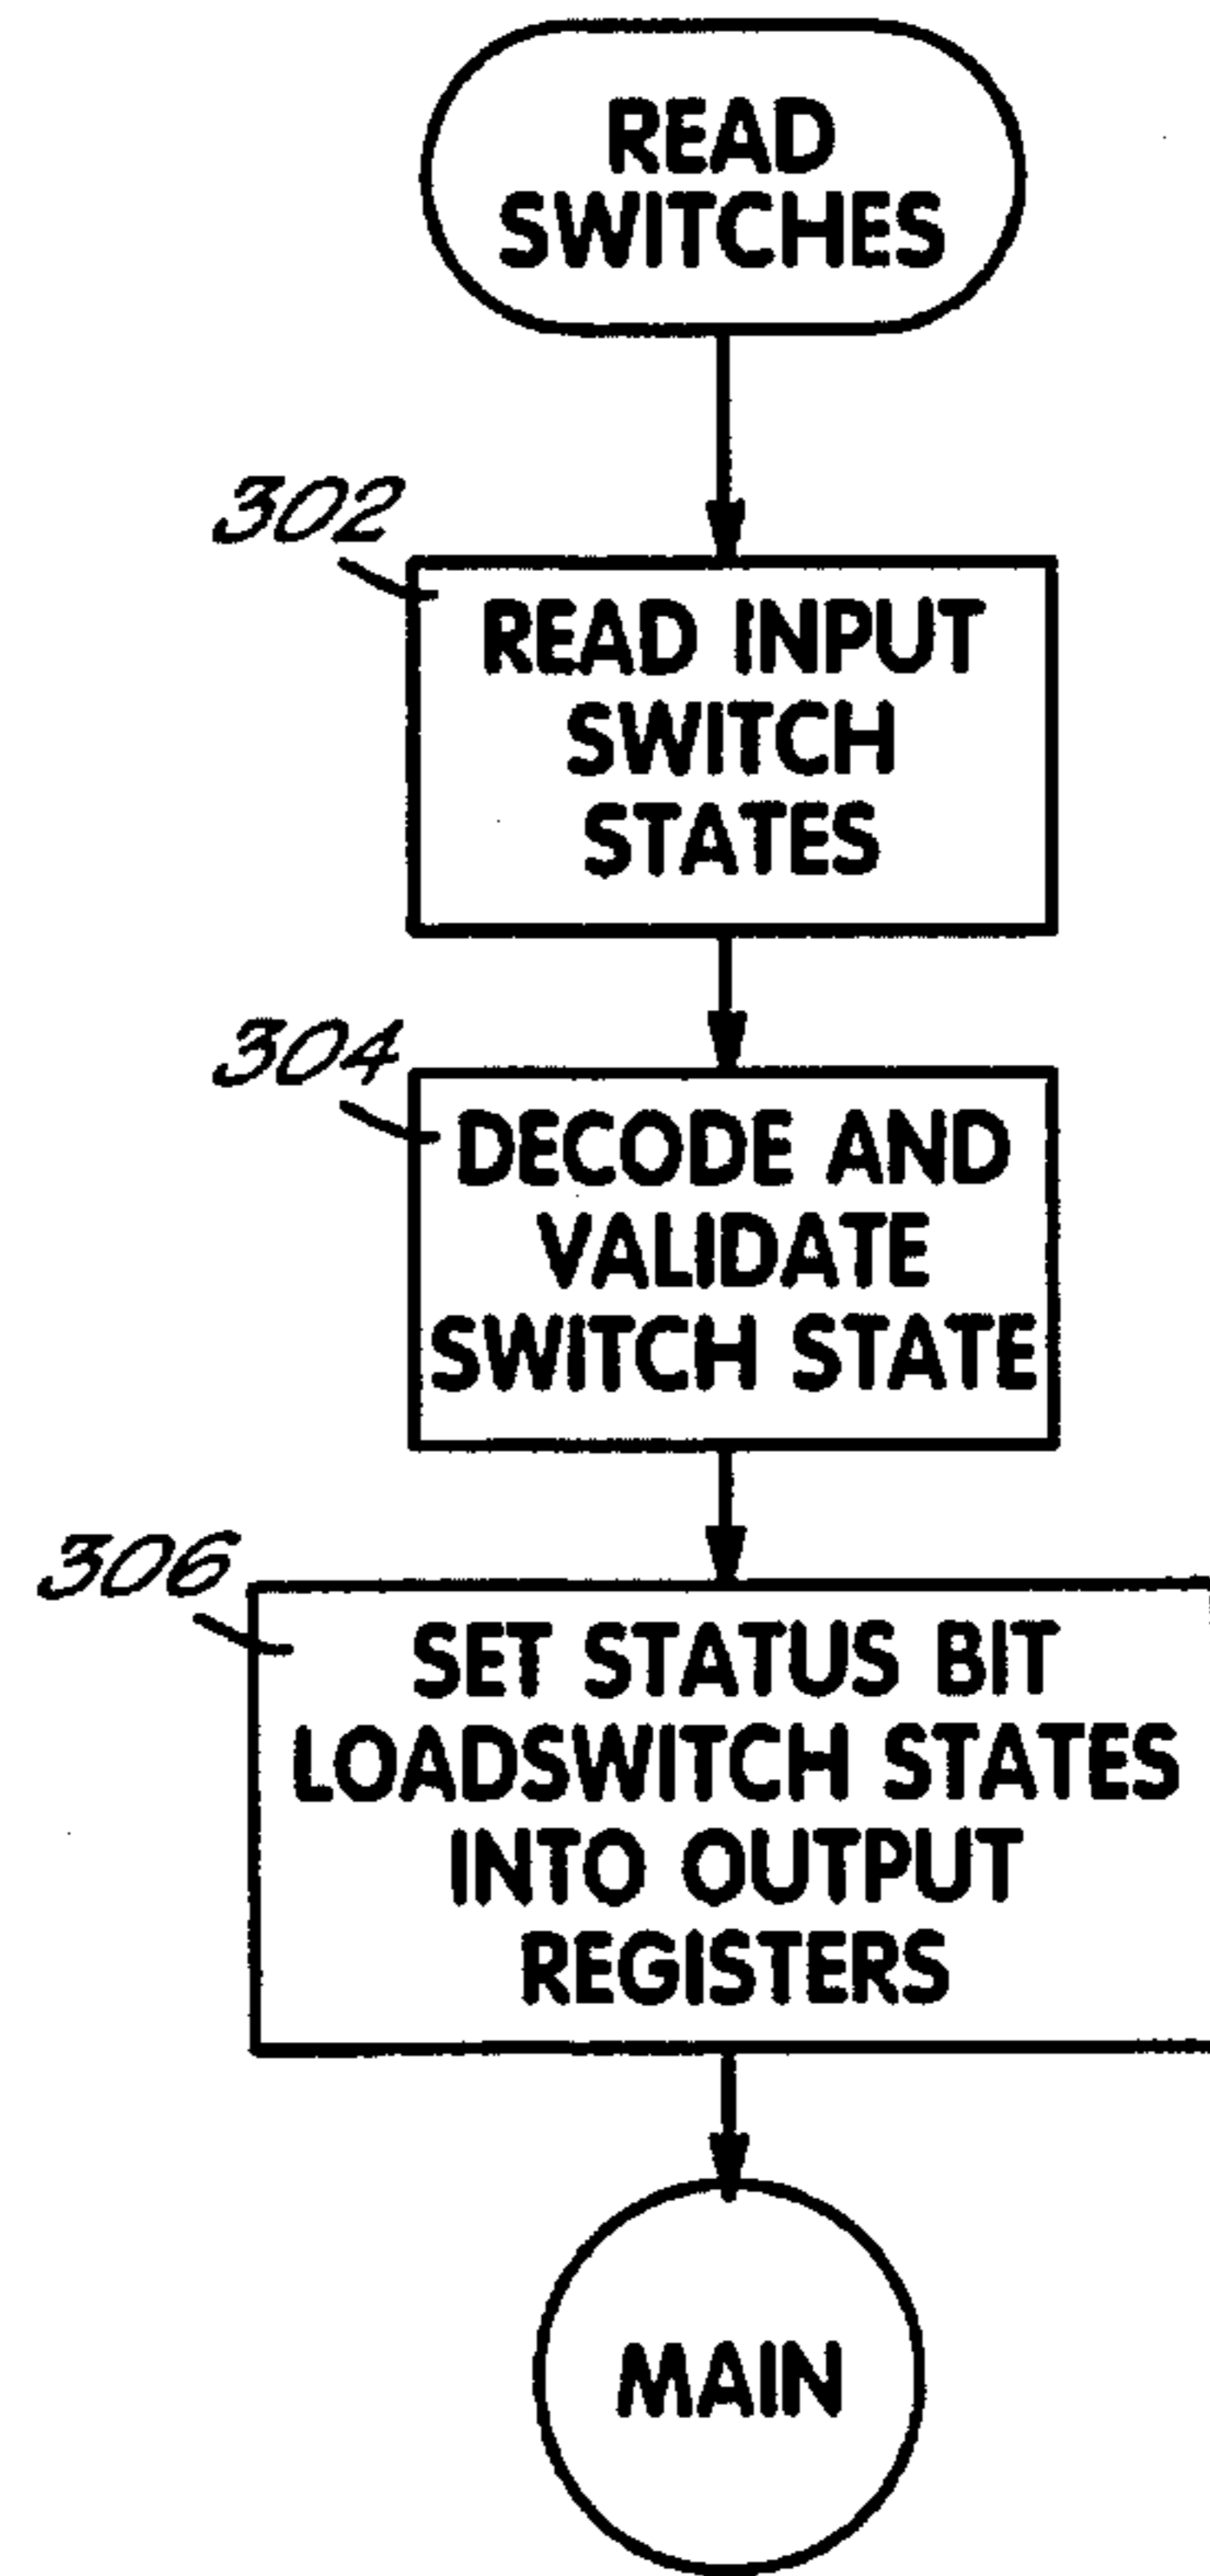 READ
SWITCHES
302
READ INPUT
SWITCH
STATES
304
DECODE AND
VALIDATE
SWITCH STATE
306
SET STATUS BIT
LOADSWITCH STATES
INTO OUTPUT
REGISTERS
MAIN